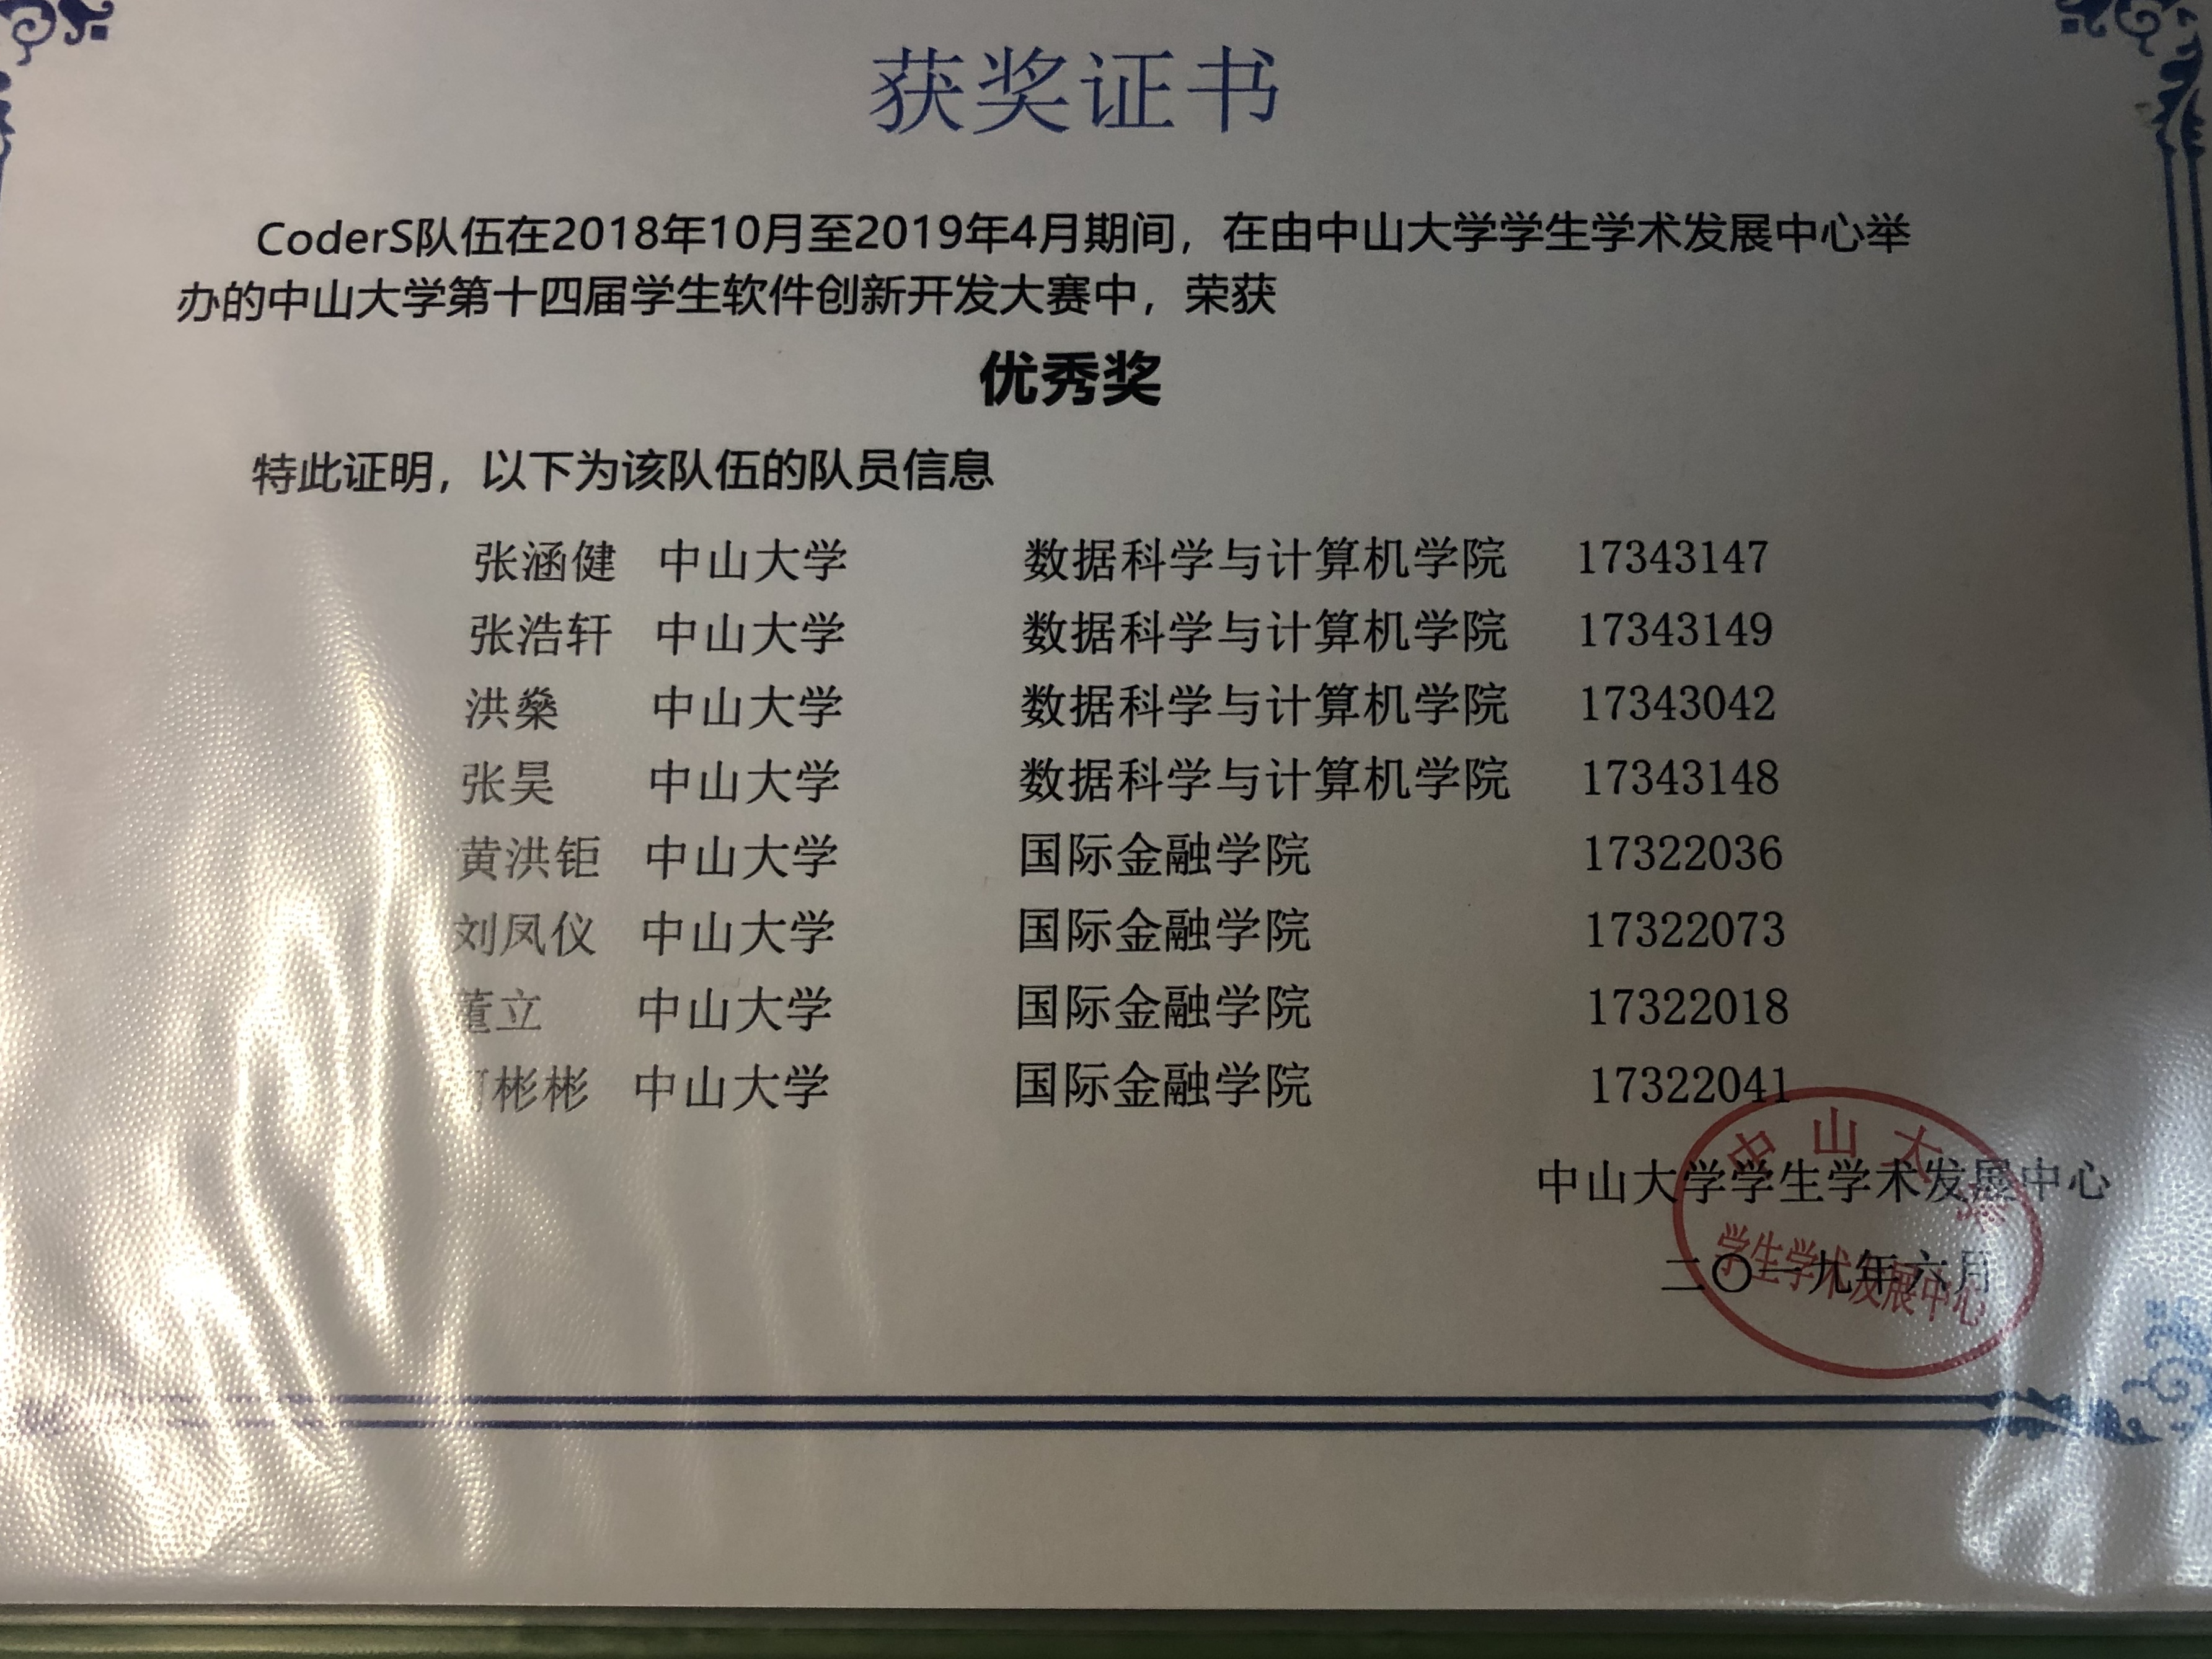 获奖证书
CoderS队伍在2018年10月至2019年4月期间，在由中山大学学生学术发展中心举
办的中山大学第十四届学生软件创新开发大赛中，荣获
优秀奖
特此证明，以下为该队伍的队员信息
张涵健 中山大学 数据科学与计算机学院 17343147
张浩轩 中山大学 数据科学与计算机学院 17343149
洪燊 中山大学 数据科学与计算机学院 17343042
张昊 中山大学 数据科学与计算机学院 17343148
黄洪钜 中山大学 国际金融学院 17322036
刘凤仪 中山大学 国际金融学院 17322073
董立 中山大学 国际金融学院 17322018
彬彬 中山大学 国际金融学院 17322041
中山大学学生学术发展中心
二〇一九年六月
中山大学
学生学术发展中心